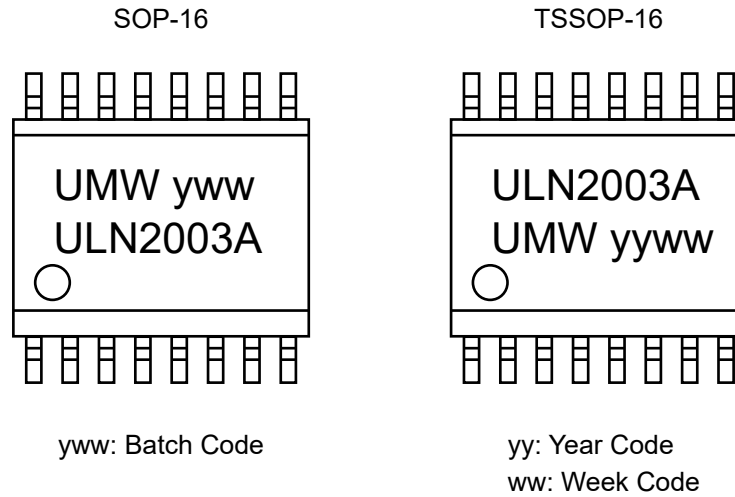 SOP-16
UMW yww
ULN2003A
yww: Batch Code
TSSOP-16
ULN2003A
UMW yyww
yy: Year Code
ww: Week Code